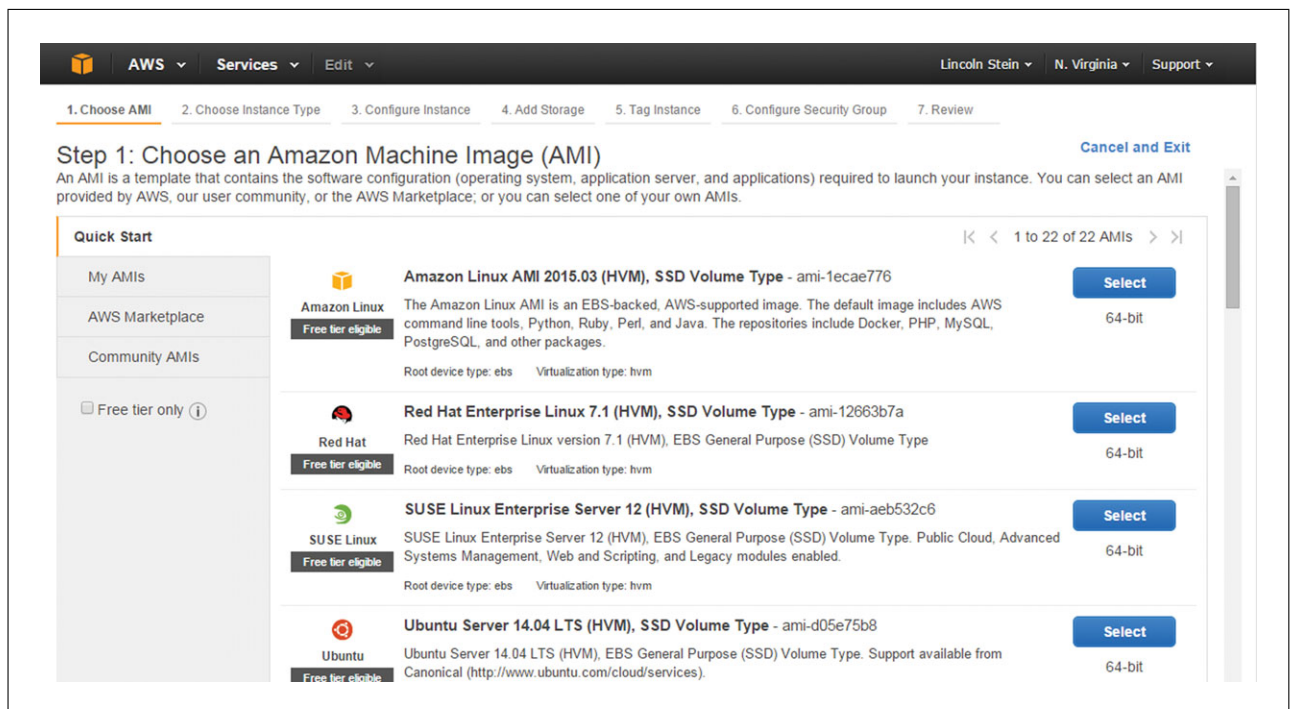 AWS Services Edit Lincoln Stein N. Virginia Support
1. Choose AMI 2. Choose Instance Type 3. Configure Instance 4. Add Storage 5. Tag Instance 6. Configure Security Group 7. Review
Step 1: Choose an Amazon Machine Image (AMI)
Cancel and Exit
An AMI is a template that contains the software configuration (operating system, application server, and applications) required to launch your instance. You can select an AMI
provided by AWS, our user community, or the AWS Marketplace; or you can select one of your own AMIs.
Quick Start
My AMIs
AWS Marketplace
Community AMIs
Free tier only i
1 to 22 of 22 AMIs
Amazon Linux
Free tier eligible
Amazon Linux AMI 2015.03 (HVM), SSD Volume Type - ami-1ecae776
The Amazon Linux AMI is an EBS-backed, AWS-supported image. The default image includes AWS
command line tools, Python, Ruby, Perl, and Java. The repositories include Docker, PHP, MySQL,
PostgreSQL, and other packages.
Root device type: ebs Virtualization type: hvm
Select
64-bit
Red Hat
Free tier eligible
Red Hat Enterprise Linux 7.1 (HVM), SSD Volume Type - ami-12663b7a
Red Hat Enterprise Linux version 7.1 (HVM), EBS General Purpose (SSD) Volume Type
Root device type: ebs Virtualization type: hvm
Select
64-bit
SUSE Linux
Free tier eligible
SUSE Linux Enterprise Server 12 (HVM), SSD Volume Type - ami-aeb532c6
SUSE Linux Enterprise Server 12 (HVM), EBS General Purpose (SSD) Volume Type. Public Cloud, Advanced
Systems Management, Web and Scripting, and Legacy modules enabled.
Root device type: ebs Virtualization type: hvm
Select
64-bit
Ubuntu
Free tier eligible
Ubuntu Server 14.04 LTS (HVM), SSD Volume Type - ami-d05e75b8
Ubuntu Server 14.04 LTS (HVM), EBS General Purpose (SSD) Volume Type. Support available from
Canonical (http://www.ubuntu.com/cloud/services).
Select
64-bit